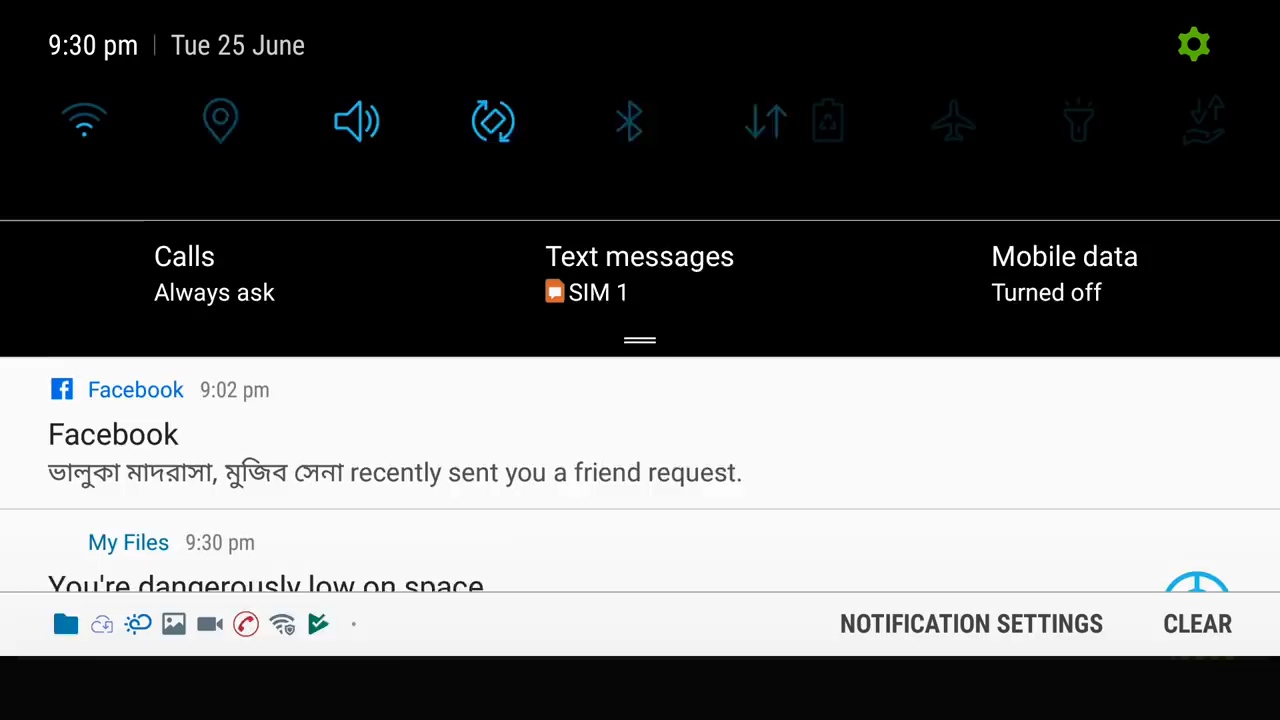 9:30 pm | Tue 25 June
Calls Text messages Mobile data
Always ask SIM 1 Turned off
Facebook 9:02 pm
Facebook
ভালুকা মাদরাসা, মুজিব সেনা recently sent you a friend request.
My Files 9:30 pm
You're dangerously low on space
NOTIFICATION SETTINGS CLEAR